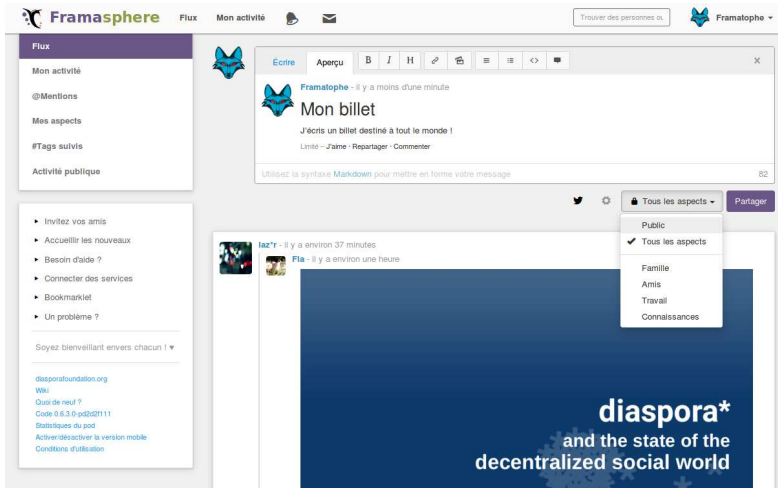 Framasphere
Flux
Mon activité
Trouver des personnes ou
Framatophe
Flux
Mon activité
@Mentions
Mes aspects
#Tags suivis
Activité publique
Invitez vos amis
Accueillir les nouveaux
Besoin d'aide ?
Connecter des services
Bookmarklet
Un problème ?
Soyez bienveillant envers chacun ! ♥
diasporafoundation.org
Wiki
Quoi de neuf ?
Code 0.6.3.0-pd2d2f111
Statistiques du pod
Activer/désactiver la version mobile
Conditions d'utilisation
Écrire
Aperçu
B I H
x
Framatophe - il y a moins d'une minute
Mon billet
J'écris un billet destiné à tout le monde !
Limité – J'aime · Repartager · Commenter
Utilisez la syntaxe Markdown pour mettre en forme votre message
82
Tous les aspects
Partager
Public
Tous les aspects
Famille
Amis
Travail
Connaissances
laz*r - il y a environ 37 minutes
Fla - il y a environ une heure
diaspora*
and the state of the
decentralized social world